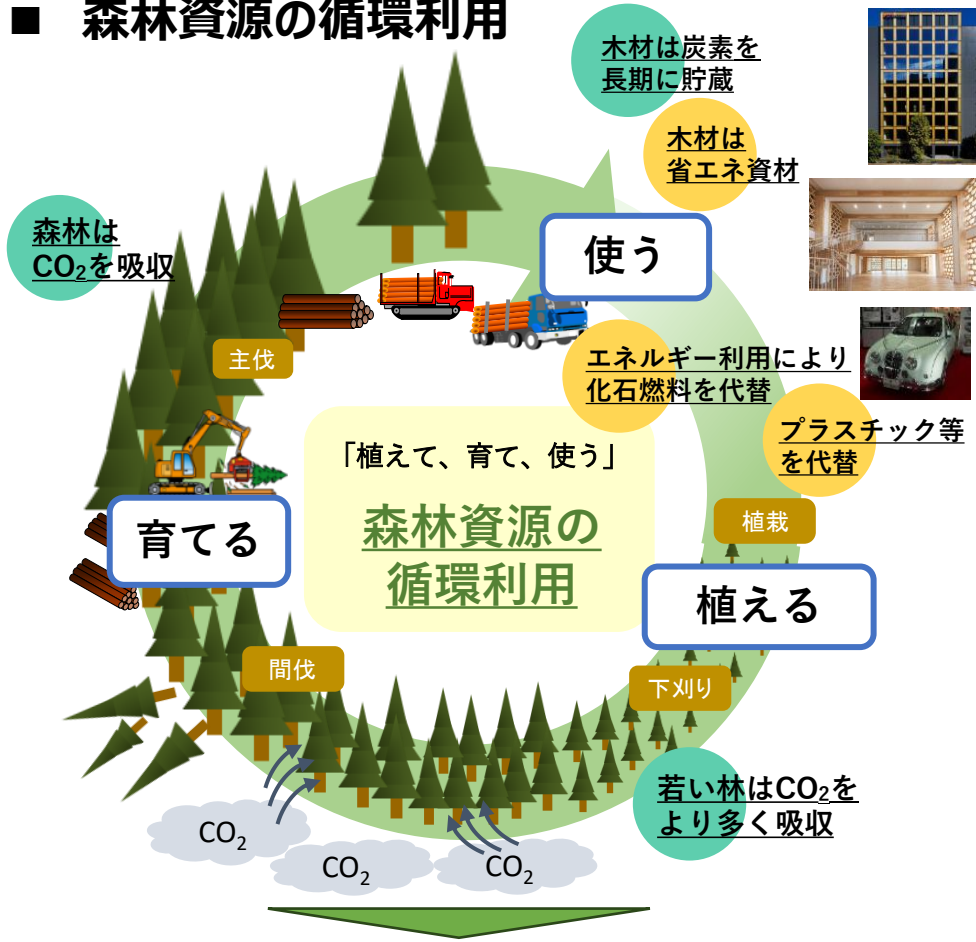 ■ 森林資源の循環利用
木材は炭素を
長期に貯蔵
木材は
省エネ資材
森林は
CO₂を吸収
使う
主伐
エネルギー利用により
化石燃料を代替
プラスチック等
を代替
「植えて、育て、使う」
森林資源の
循環利用
植栽
育てる
植える
間伐
下刈り
若い林はCO₂を
より多く吸収
CO₂
CO₂
CO₂